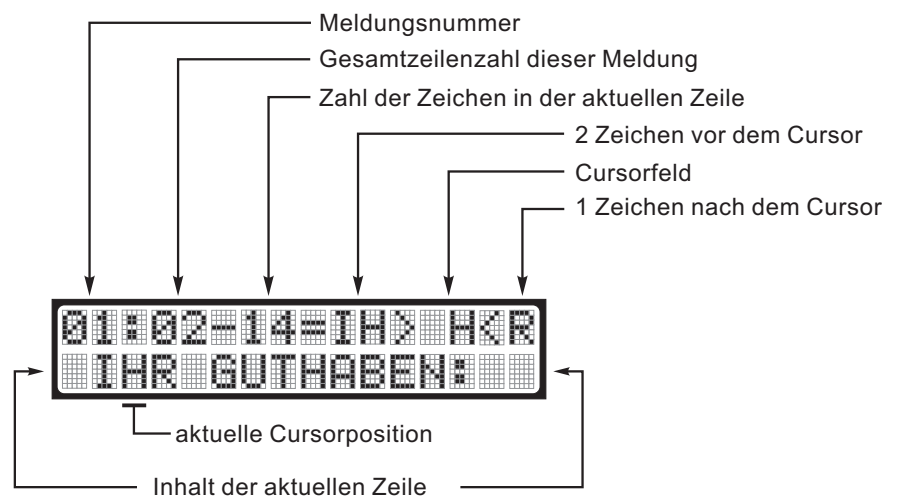 Meldungsnummer
Gesamtzeilenzahl dieser Meldung
Zahl der Zeichen in der aktuellen Zeile
2 Zeichen vor dem Cursor
Cursorfeld
1 Zeichen nach dem Cursor
01:02-14=IH> H<R
IHR GUTHABEN:
aktuelle Cursorposition
Inhalt der aktuellen Zeile